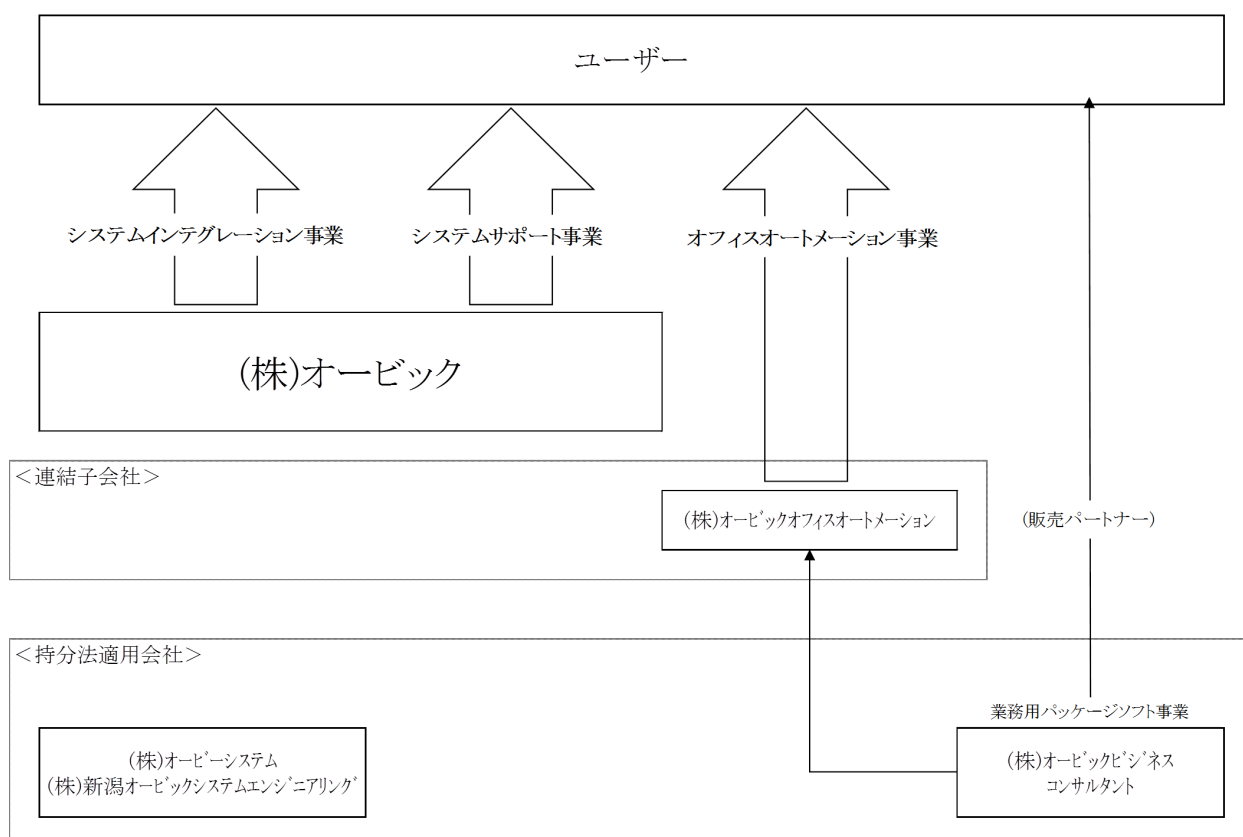 ユーザー
システムインテグレーション事業
システムサポート事業
オフィスオートメーション事業
(株)オービック
＜連結子会社＞
(株)オービックオフィスオートメーション
(販売パートナー)
＜持分法適用会社＞
業務用パッケージソフト事業
(株)オービーシステム
(株)新潟オービックシステムエンジニアリング
(株)オービックビジネス
コンサルタント